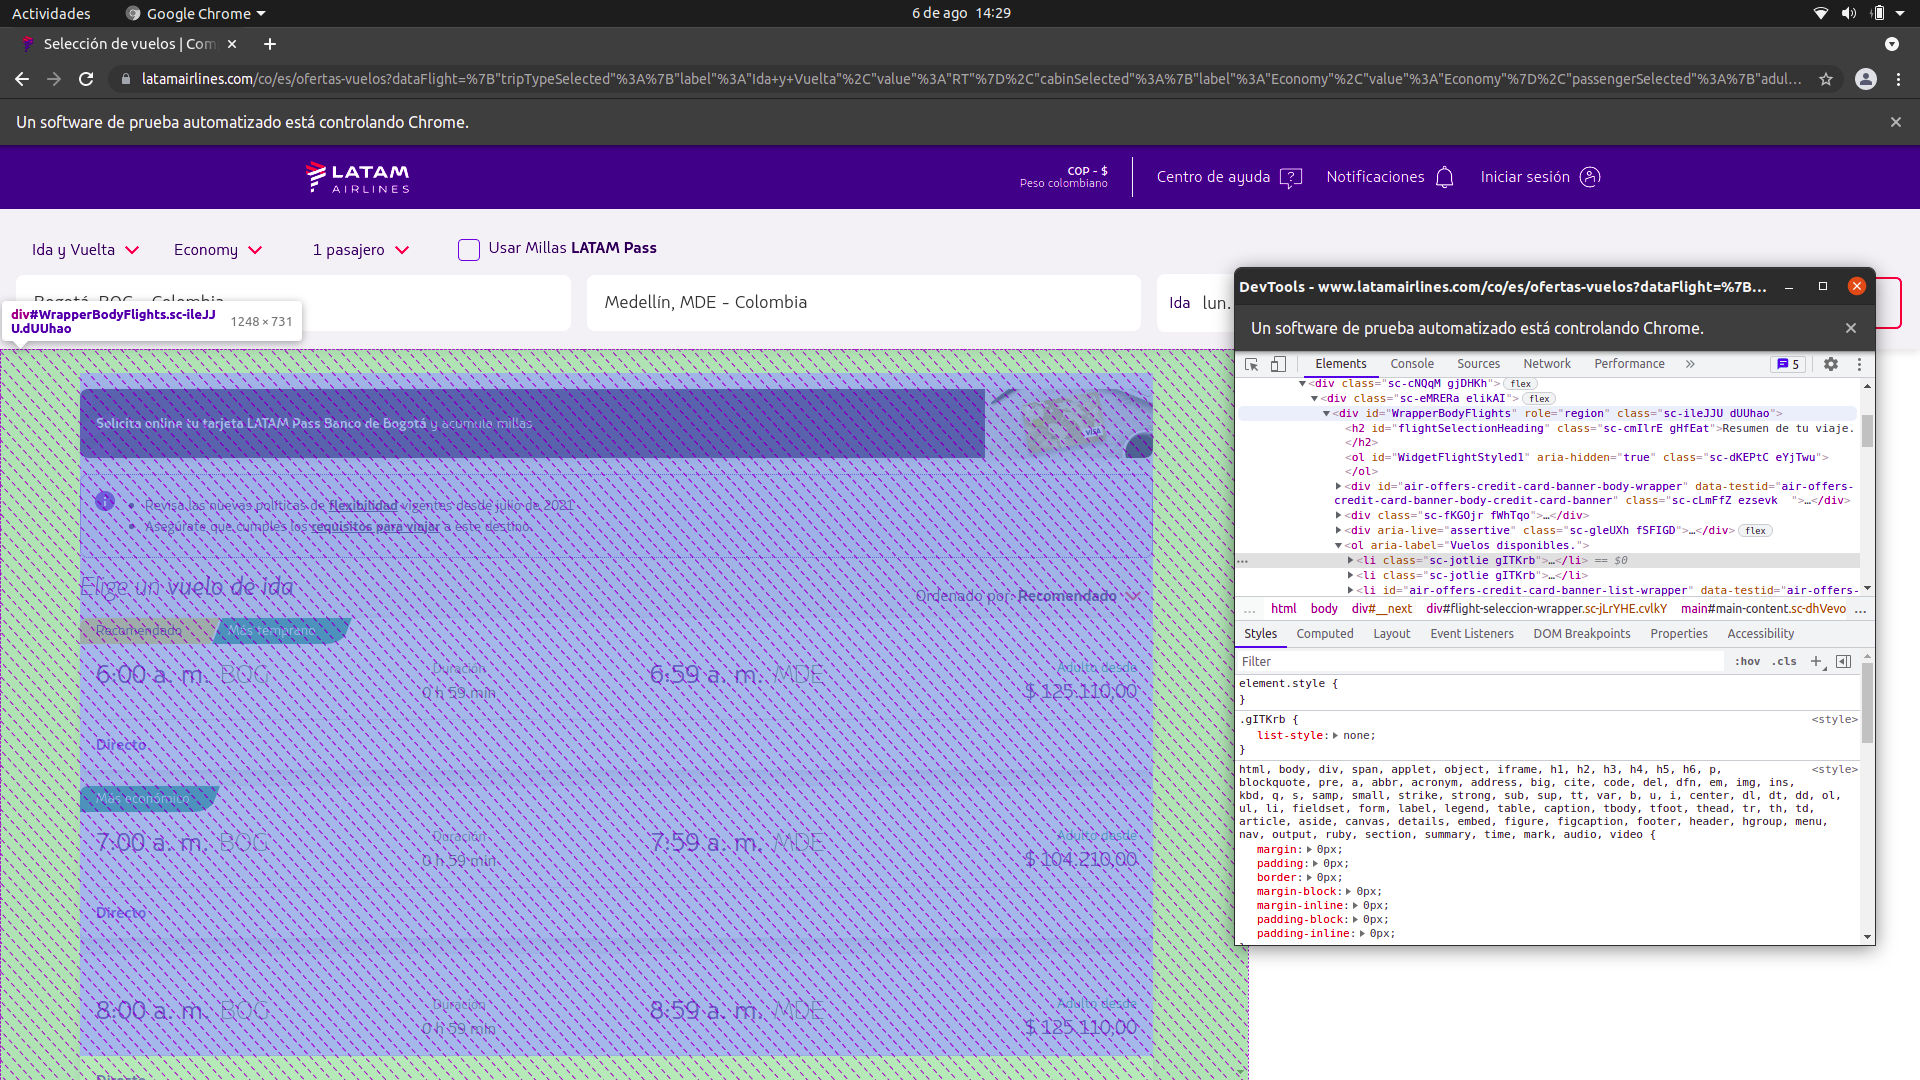 Actividades
Google Chrome
6 de ago 14:29
Selección de vuelos | Com
latamairlines.com/co/es/ofertas-vuelos?dataFlight=%7B"tripTypeSelected"%3A%7B"label"%3A"Ida+y+Vuelta"%2C"value"%3A"RT"%7D%2C"cabinSelected"%3A%7B"label"%3A"Economy"%2C"value"%3A"Economy"%7D%2C"passengerSelected"%3A%7B"adul...
Un software de prueba automatizado está controlando Chrome.
LATAM
AIRLINES
COP - $
Peso colombiano
Centro de ayuda
Notificaciones
Iniciar sesión
Ida y Vuelta
Economy
1 pasajero
Usar Millas LATAM Pass
Bogotá, BOG - Colombia
Medellín, MDE - Colombia
Ida lun.
div#WrapperBodyFlights.sc-ileJJ
U.dUUhao
1248 × 731
Solicita online tu tarjeta LATAM Pass Banco de Bogotá y acumula millas
VISA
Revisa las nuevas políticas de flexibilidad vigentes desde julio de 2021
Asegúrate que cumples los requisitos para viajar a este destino.
Elige un vuelo de ida
Ordenado por: Recomendado
Recomendado
Más temprano
6:00 a. m. BOG
Duración
0 h 59 min
6:59 a. m. MDE
Adulto desde
$ 125.110,00
Directo
Más económico
7:00 a. m. BOG
Duración
0 h 59 min
7:59 a. m. MDE
Adulto desde
$ 104.210,00
Directo
8:00 a. m. BOG
Duración
0 h 59 min
8:59 a. m. MDE
Adulto desde
$ 125.110,00
Directo
DevTools - www.latamairlines.com/co/es/ofertas-vuelos?dataFlight=%7B...
Un software de prueba automatizado está controlando Chrome.
Elements
Console
Sources
Network
Performance
»
5
<div class="sc-cNQqM gjDHKh"> flex
<div class="sc-eMRERa elikAI"> flex
<div id="WrapperBodyFlights" role="region" class="sc-ileJJU dUUhao">
<h2 id="flightSelectionHeading" class="sc-cmIlrE gHfEat">Resumen de tu viaje.
</h2>
<ol id="WidgetFlightStyled1" aria-hidden="true" class="sc-dKEPtC eYjTwu">
</ol>
<div id="air-offers-credit-card-banner-body-wrapper" data-testid="air-offers-
credit-card-banner-body-credit-card-banner" class="sc-cLmFfZ ezsevk ">…</div>
<div class="sc-fKGOjr fWhTqo">…</div>
<div aria-live="assertive" class="sc-gleUXh fSFIGD">…</div> flex
<ol aria-label="Vuelos disponibles.">
… <li class="sc-jotlie gITKrb">…</li> == $0
<li class="sc-jotlie gITKrb">…</li>
<li id="air-offers-credit-card-banner-list-wrapper" data-testid="air-offers-
… html body div#__next div#flight-seleccion-wrapper.sc-jLrYHE.cvlkY main#main-content.sc-dhVevo …
Styles
Computed
Layout
Event Listeners
DOM Breakpoints
Properties
Accessibility
Filter
:hov
.cls
+
element.style {
}
.gITKrb {
<style>
list-style: none;
}
html, body, div, span, applet, object, iframe, h1, h2, h3, h4, h5, h6, p,
<style>
blockquote, pre, a, abbr, acronym, address, big, cite, code, del, dfn, em, img, ins,
kbd, q, s, samp, small, strike, strong, sub, sup, tt, var, b, u, i, center, dl, dt, dd, ol,
ul, li, fieldset, form, label, legend, table, caption, tbody, tfoot, thead, tr, th, td,
article, aside, canvas, details, embed, figure, figcaption, footer, header, hgroup, menu,
nav, output, ruby, section, summary, time, mark, audio, video {
margin: 0px;
padding: 0px;
border: 0px;
margin-block: 0px;
margin-inline: 0px;
padding-block: 0px;
padding-inline: 0px;